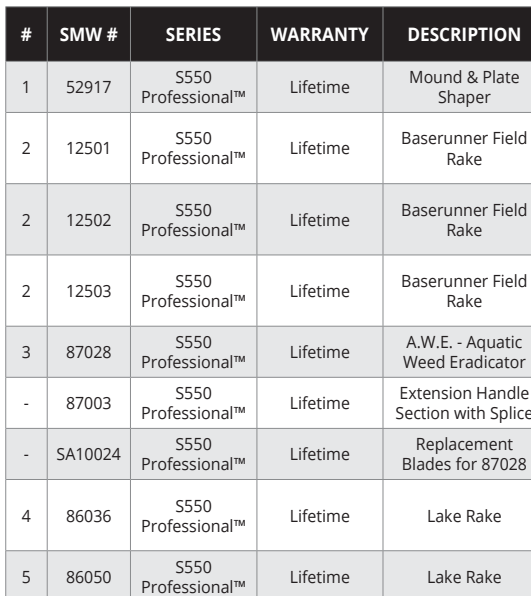 # SMW # SERIES WARRANTY DESCRIPTION
1 52917 S550 Professional™ Lifetime Mound & Plate Shaper
2 12501 S550 Professional™ Lifetime Baserunner Field Rake
2 12502 S550 Professional™ Lifetime Baserunner Field Rake
2 12503 S550 Professional™ Lifetime Baserunner Field Rake
3 87028 S550 Professional™ Lifetime A.W.E. - Aquatic Weed Eradicator
- 87003 S550 Professional™ Lifetime Extension Handle Section with Splice
- SA10024 S550 Professional™ Lifetime Replacement Blades for 87028
4 86036 S550 Professional™ Lifetime Lake Rake
5 86050 S550 Professional™ Lifetime Lake Rake